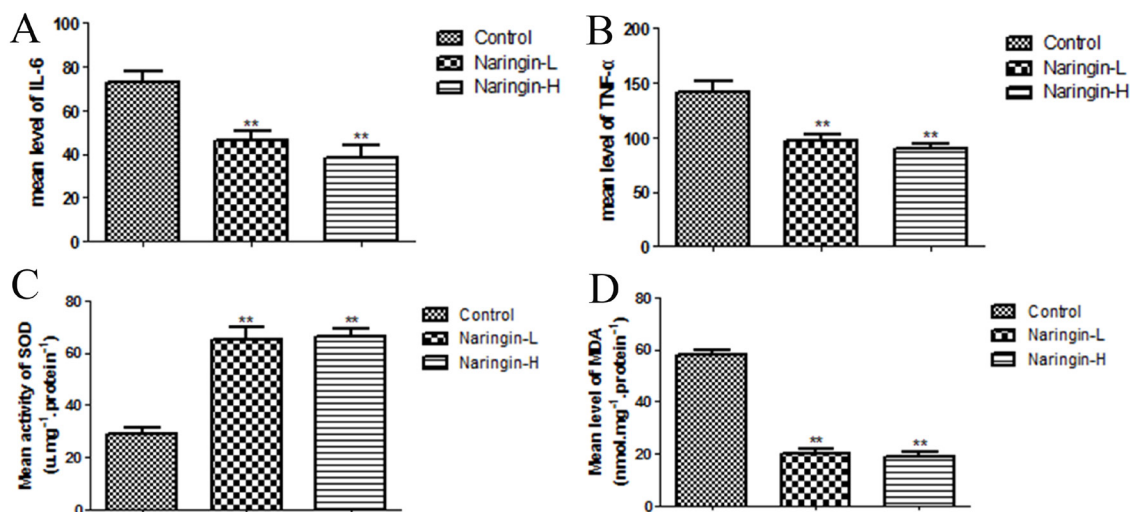 A
mean level of IL-6
100
80
60
40
20
0
**
**
Control
Naringin-L
Naringin-H
B
mean level of TNF-α
200
150
100
50
0
**
**
Control
Naringin-L
Naringin-H
C
Mean activity of SOD
(u.mg⁻¹.protein⁻¹)
80
60
40
20
0
**
**
Control
Naringin-L
Naringin-H
D
Mean level of MDA
(nmol.mg⁻¹.protein⁻¹)
80
60
40
20
0
**
**
Control
Naringin-L
Naringin-H